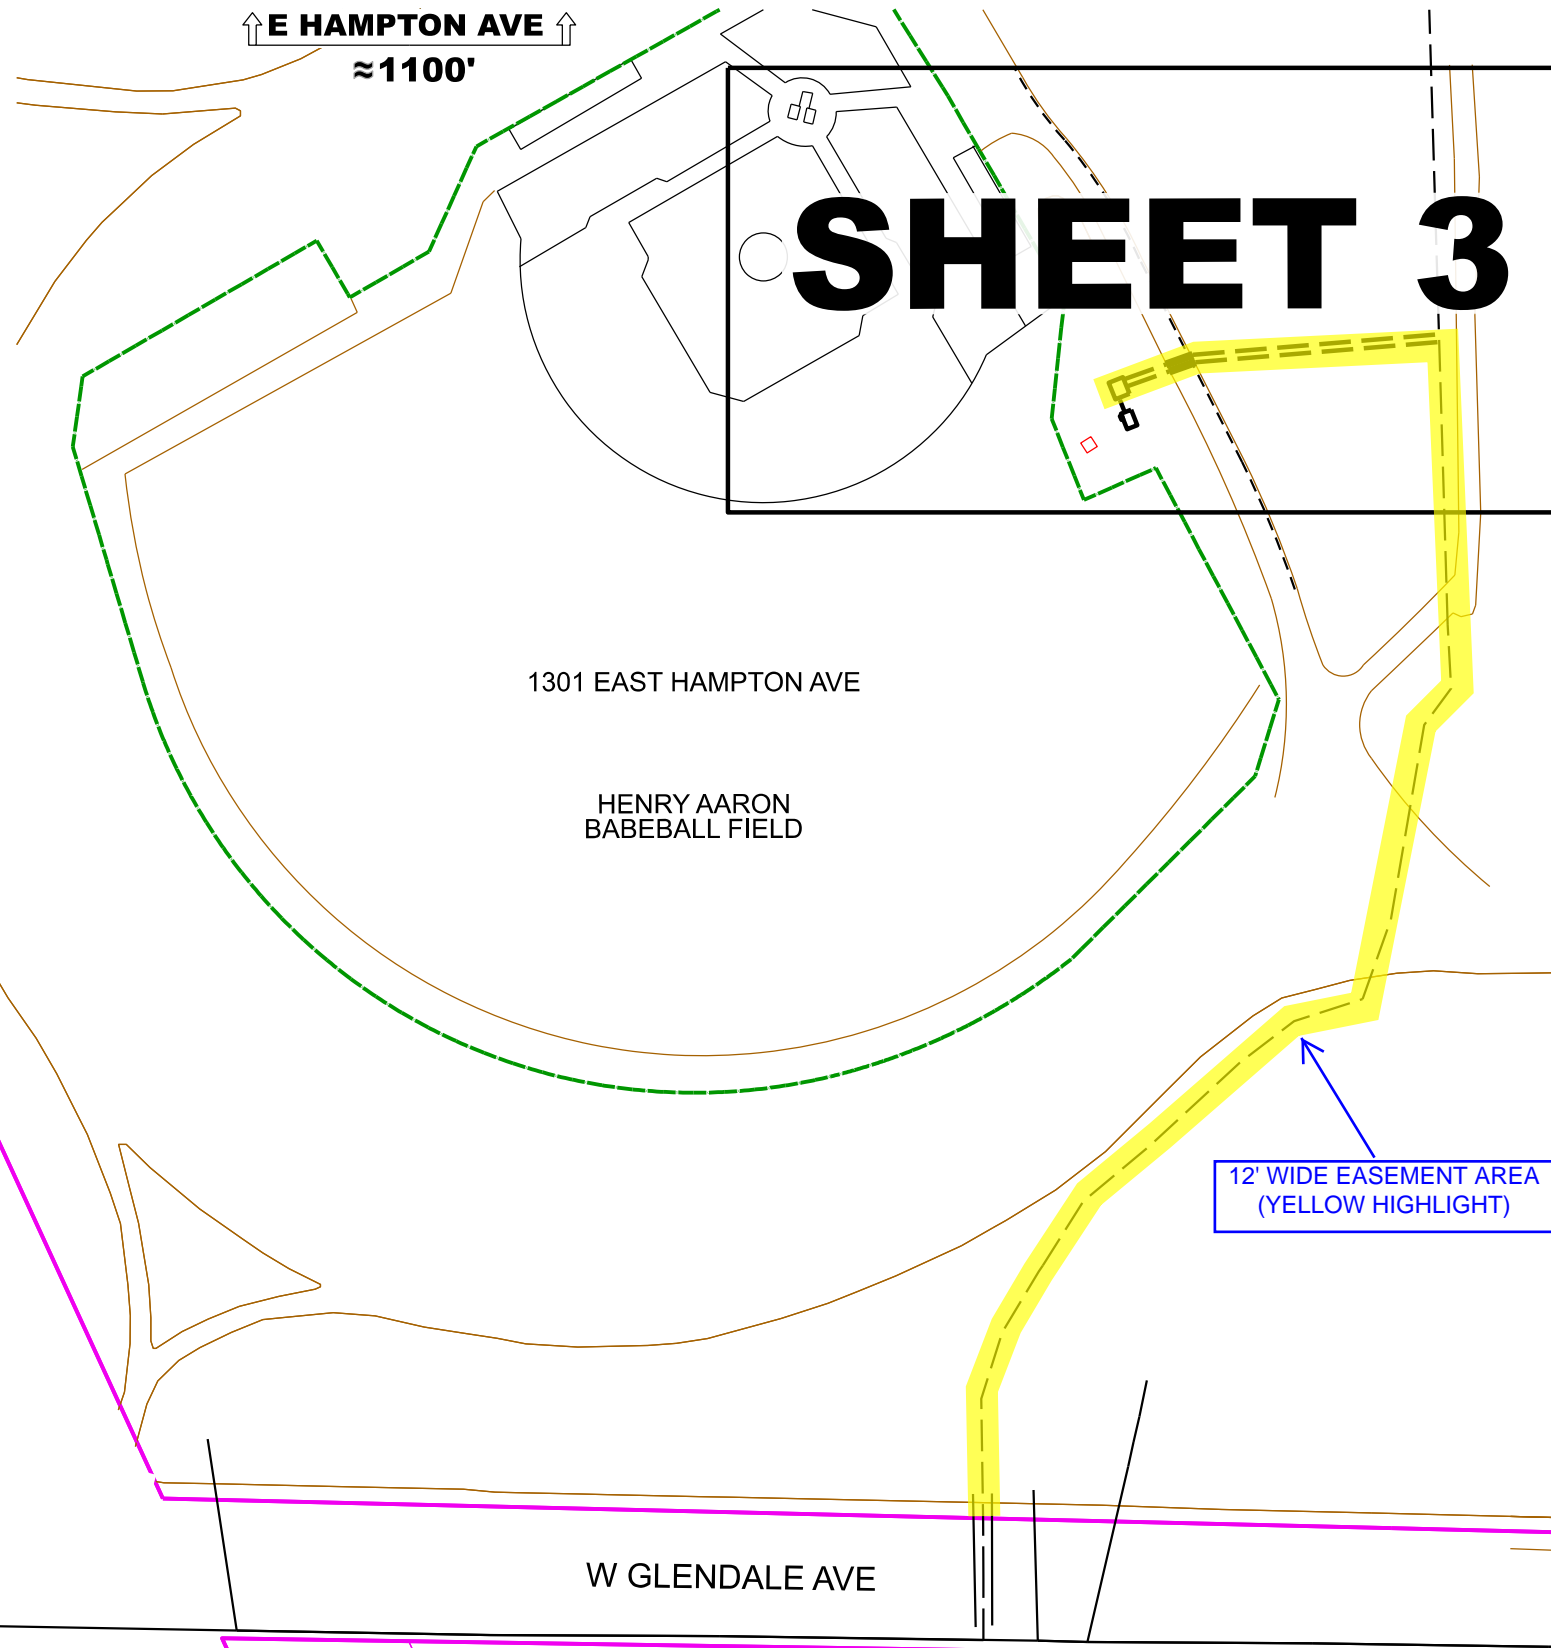 E HAMPTON AVE
≈1100'
SHEET 3
1301 EAST HAMPTON AVE
HENRY AARON
BABEBALL FIELD
12' WIDE EASEMENT AREA
(YELLOW HIGHLIGHT)
W GLENDALE AVE